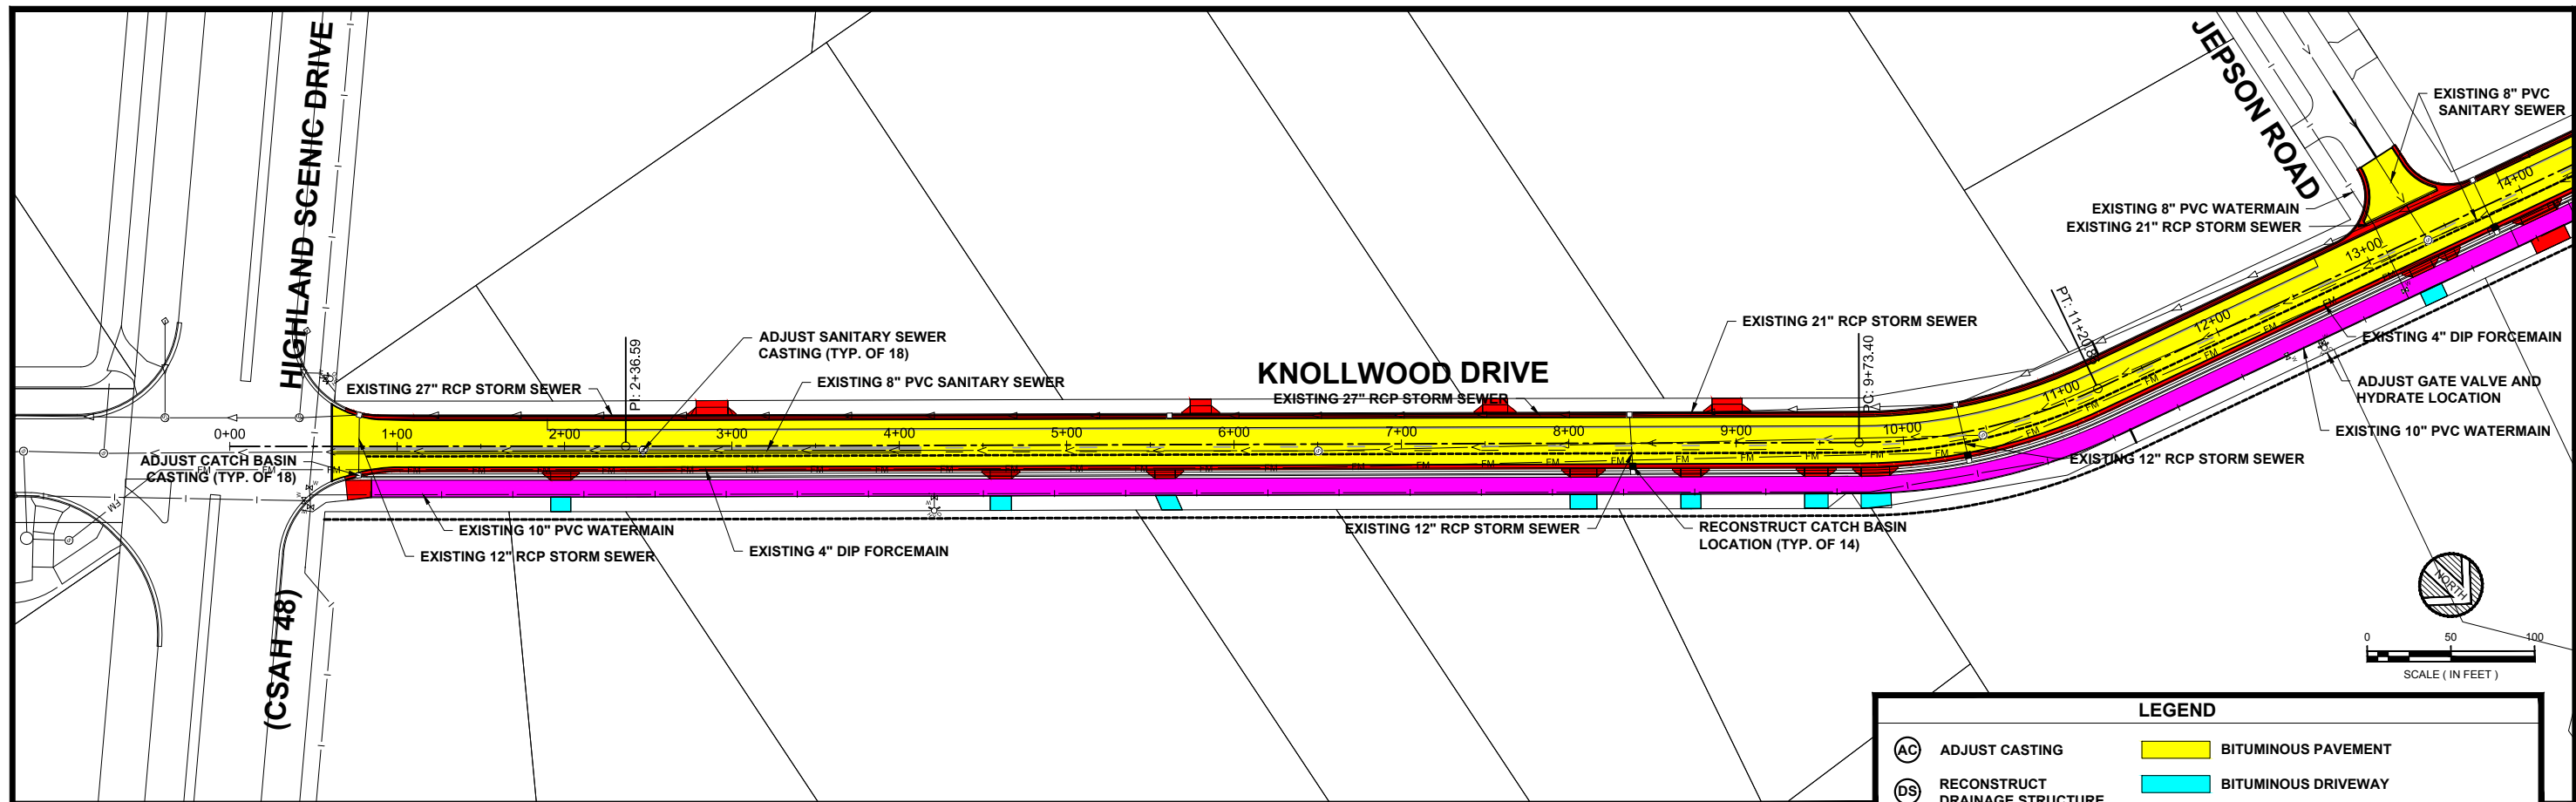 HIGHLAND SCENIC DRIVE
(CSAH 48)
KNOLLWOOD DRIVE
JEPSON ROAD
EXISTING 8" PVC
SANITARY SEWER
EXISTING 8" PVC WATERMAIN
EXISTING 21" RCP STORM SEWER
ADJUST SANITARY SEWER
CASTING (TYP. OF 18)
EXISTING 27" RCP STORM SEWER
EXISTING 8" PVC SANITARY SEWER
PI: 2+36.59
EXISTING 27" RCP STORM SEWER
EXISTING 21" RCP STORM SEWER
PC: 9+73.40
EXISTING 4" DIP FORCEMAIN
ADJUST GATE VALVE AND
HYDRATE LOCATION
EXISTING 10" PVC WATERMAIN
EXISTING 12" RCP STORM SEWER
0+00
1+00
2+00
3+00
4+00
5+00
6+00
7+00
8+00
9+00
10+00
11+00
12+00
13+00
14+00
ADJUST CATCH BASIN
CASTING (TYP. OF 18)
EXISTING 10" PVC WATERMAIN
EXISTING 12" RCP STORM SEWER
EXISTING 4" DIP FORCEMAIN
EXISTING 12" RCP STORM SEWER
RECONSTRUCT CATCH BASIN
LOCATION (TYP. OF 14)
NORTH
0 50 100
SCALE ( IN FEET )
LEGEND
AC ADJUST CASTING
BITUMINOUS PAVEMENT
DS RECONSTRUCT
DRAINAGE STRUCTURE
BITUMINOUS DRIVEWAY